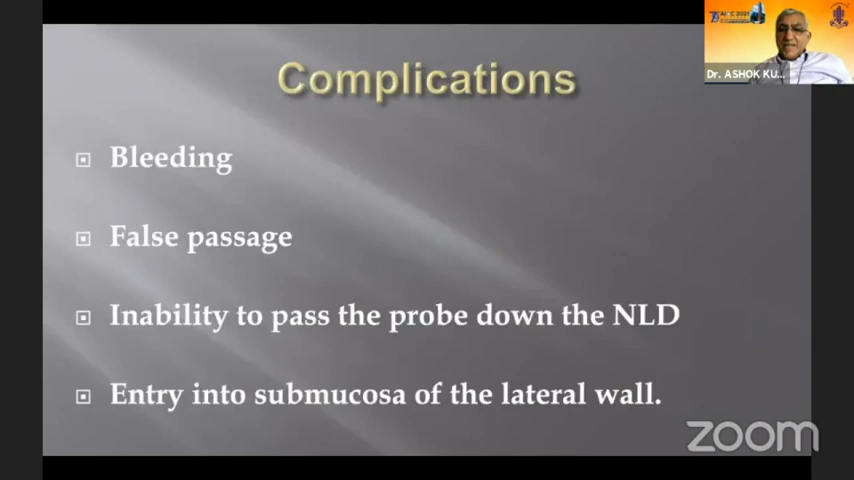 Complications
Bleeding
False passage
Inability to pass the probe down the NLD
Entry into submucosa of the lateral wall.
Dr. ASHOK KU...
zoom